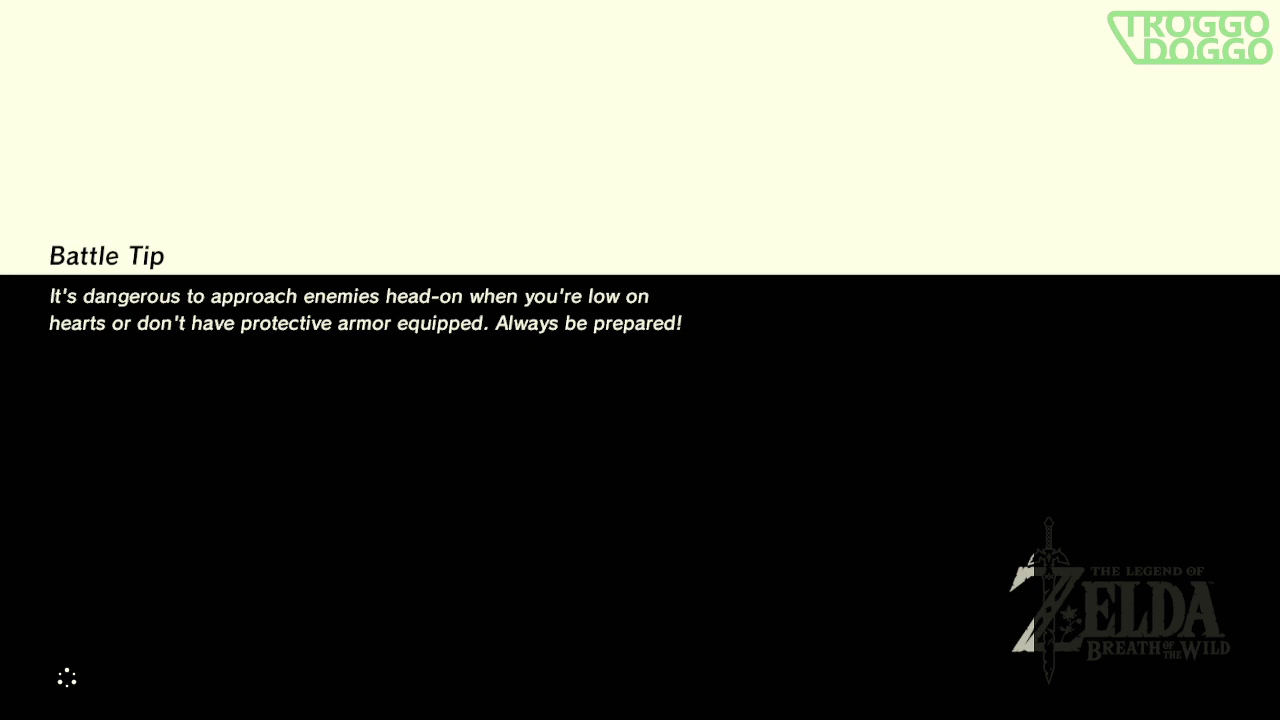 TROGGO
DOGGO
Battle Tip
It's dangerous to approach enemies head-on when you're low on
hearts or don't have protective armor equipped. Always be prepared!
THE LEGEND OF
ZELDA
BREATH OF THE WILD